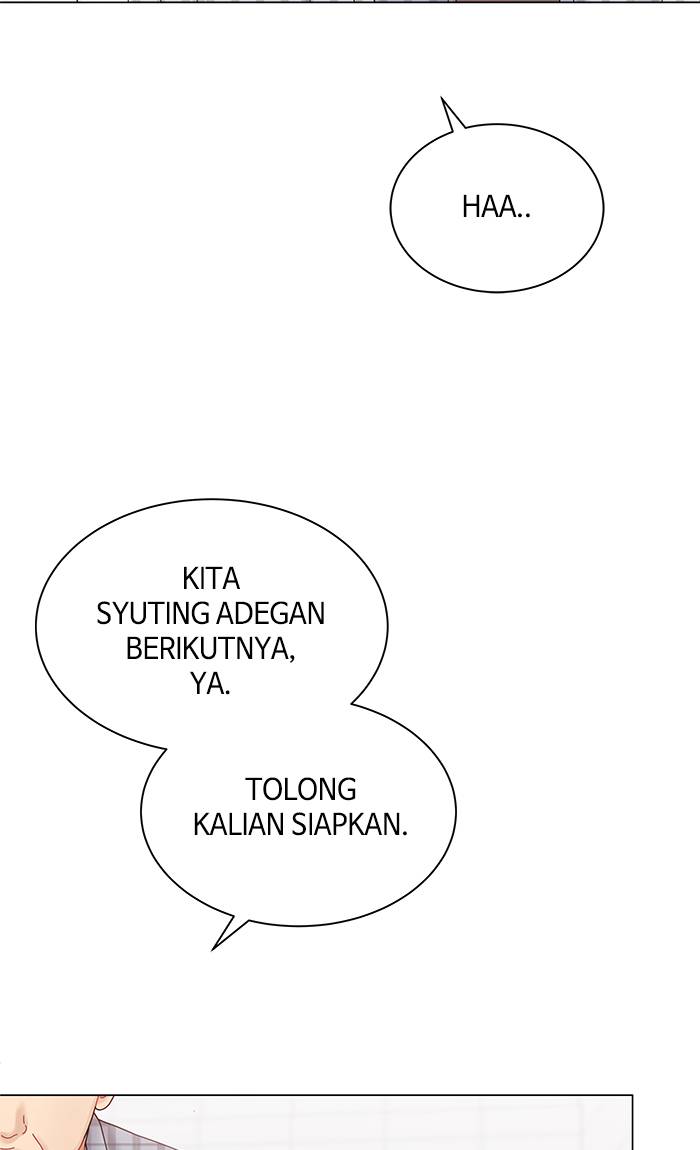 HAA..
KITA
SYUTING ADEGAN
BERIKUTNYA,
YA.
TOLONG
KALIAN SIAPKAN.